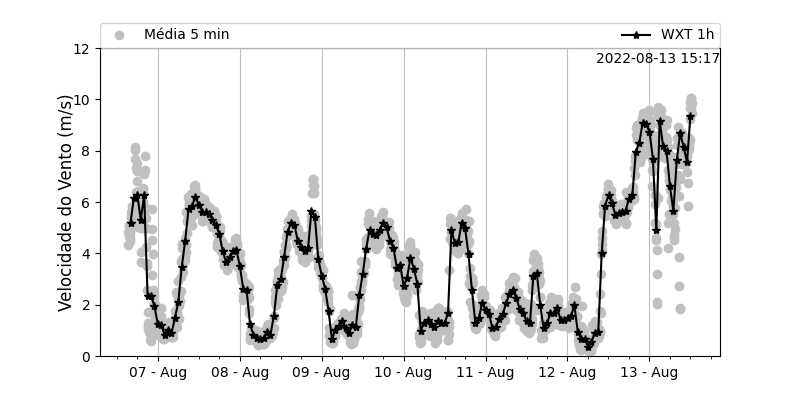 Média 5 min
WXT 1h
2022-08-13 15:17
Velocidade do Vento (m/s)
12
10
8
6
4
2
0
07 - Aug
08 - Aug
09 - Aug
10 - Aug
11 - Aug
12 - Aug
13 - Aug